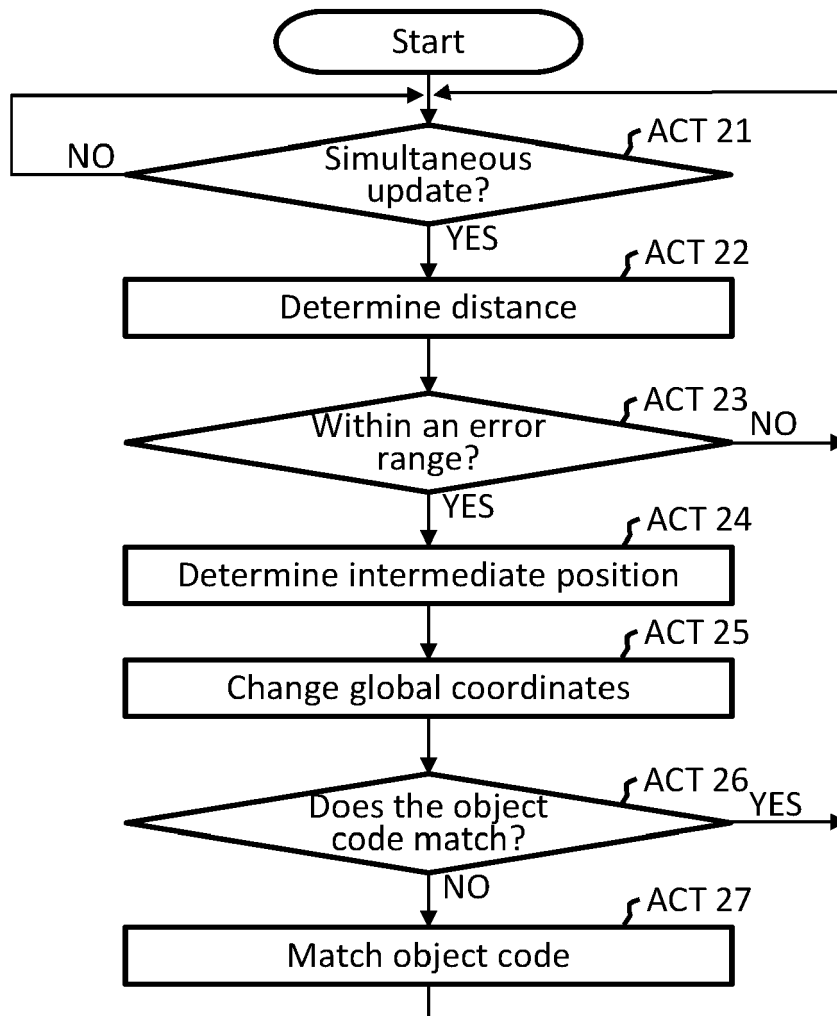 Start
ACT 21
NO
Simultaneous
update?
YES
ACT 22
Determine distance
ACT 23
Within an error
range?
NO
YES
ACT 24
Determine intermediate position
ACT 25
Change global coordinates
ACT 26
Does the object
code match?
YES
NO
ACT 27
Match object code